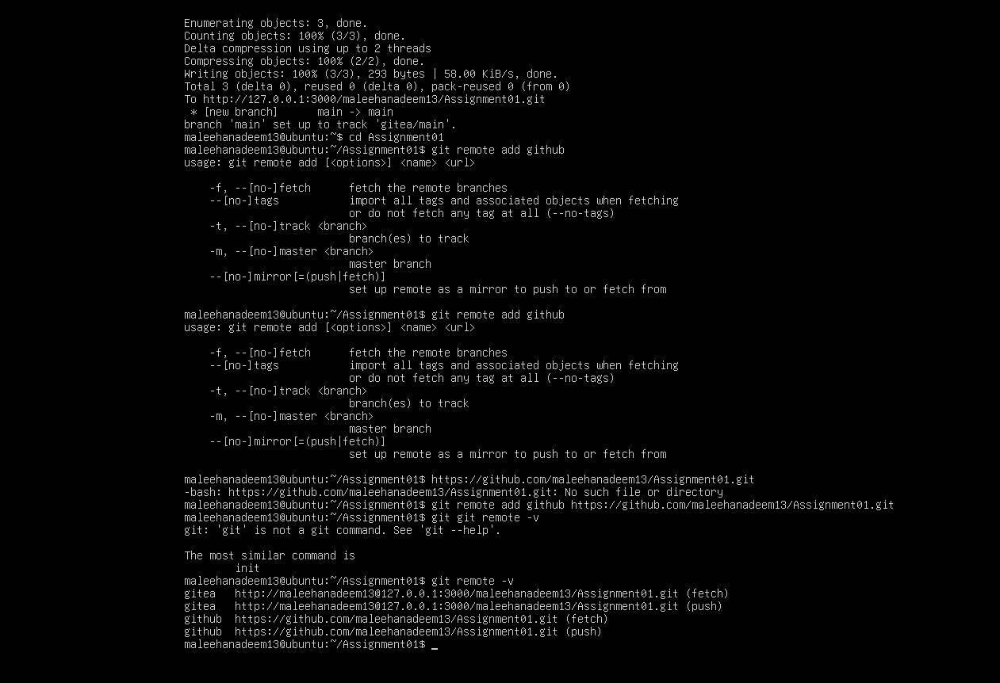 Enumerating objects: 3, done.
Counting objects: 100% (3/3), done.
Delta compression using up to 2 threads
Compressing objects: 100% (2/2), done.
Writing objects: 100% (3/3), 293 bytes | 58.00 KiB/s, done.
Total 3 (delta 0), reused 0 (delta 0), pack-reused 0 (from 0)
To http://127.0.0.1:3000/maleehanadeem13/Assignment01.git
 * [new branch]      main -> main
branch 'main' set up to track 'gitea/main'.
maleehanadeem13@ubuntu:~$ cd Assignment01
maleehanadeem13@ubuntu:~/Assignment01$ git remote add github
usage: git remote add [<options>] <name> <url>

    -f, --[no-]fetch      fetch the remote branches
    --[no-]tags           import all tags and associated objects when fetching
                          or do not fetch any tag at all (--no-tags)
    -t, --[no-]track <branch>
                          branch(es) to track
    -m, --[no-]master <branch>
                          master branch
    --[no-]mirror[=(push|fetch)]
                          set up remote as a mirror to push to or fetch from

maleehanadeem13@ubuntu:~/Assignment01$ git remote add github
usage: git remote add [<options>] <name> <url>

    -f, --[no-]fetch      fetch the remote branches
    --[no-]tags           import all tags and associated objects when fetching
                          or do not fetch any tag at all (--no-tags)
    -t, --[no-]track <branch>
                          branch(es) to track
    -m, --[no-]master <branch>
                          master branch
    --[no-]mirror[=(push|fetch)]
                          set up remote as a mirror to push to or fetch from

maleehanadeem13@ubuntu:~/Assignment01$ https://github.com/maleehanadeem13/Assignment01.git
-bash: https://github.com/maleehanadeem13/Assignment01.git: No such file or directory
maleehanadeem13@ubuntu:~/Assignment01$ git remote add github https://github.com/maleehanadeem13/Assignment01.git
maleehanadeem13@ubuntu:~/Assignment01$ git git remote -v
git: 'git' is not a git command. See 'git --help'.

The most similar command is
        init
maleehanadeem13@ubuntu:~/Assignment01$ git remote -v
gitea   http://maleehanadeem13@127.0.0.1:3000/maleehanadeem13/Assignment01.git (fetch)
gitea   http://maleehanadeem13@127.0.0.1:3000/maleehanadeem13/Assignment01.git (push)
github  https://github.com/maleehanadeem13/Assignment01.git (fetch)
github  https://github.com/maleehanadeem13/Assignment01.git (push)
maleehanadeem13@ubuntu:~/Assignment01$ _